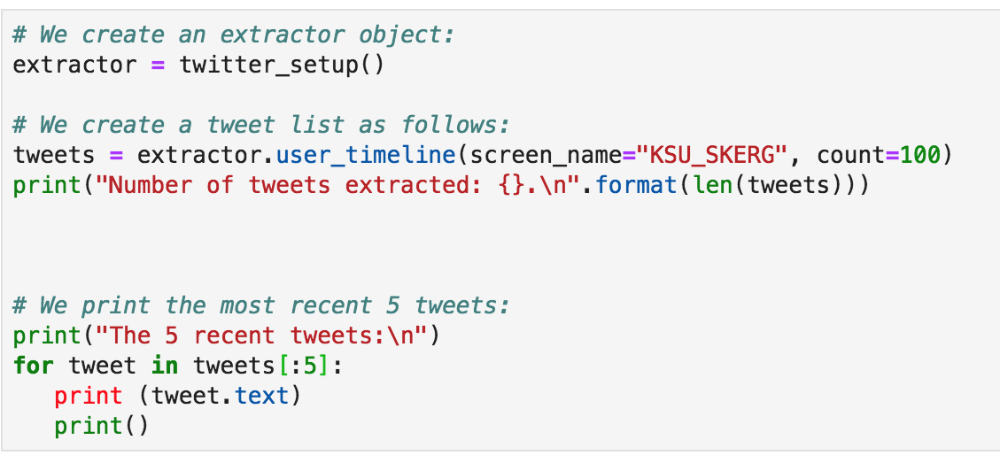 # We create an extractor object:
extractor = twitter_setup()
# We create a tweet list as follows:
tweets = extractor.user_timeline(screen_name="KSU_SKERG", count=100)
print("Number of tweets extracted: {}.\n".format(len(tweets)))
# We print the most recent 5 tweets:
print("The 5 recent tweets:\n")
for tweet in tweets[:5]:
   print (tweet.text)
   print()